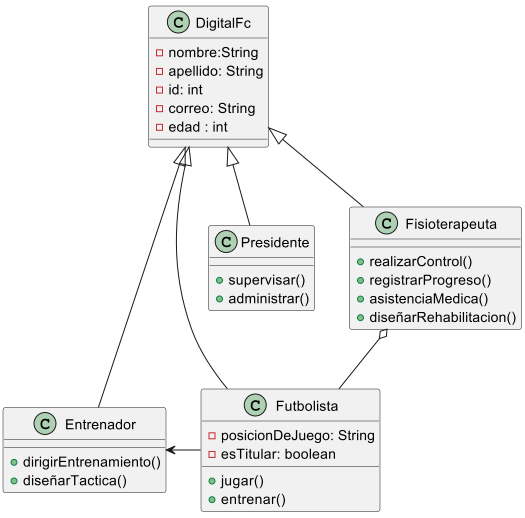 C DigitalFc
nombre:String
apellido: String
id: int
correo: String
edad : int
C Presidente
supervisar()
administrar()
C Fisioterapeuta
realizarControl()
registrarProgreso()
asistenciaMedica()
diseñarRehabilitacion()
C Entrenador
dirigirEntrenamiento()
diseñarTactica()
C Futbolista
posicionDeJuego: String
esTitular: boolean
jugar()
entrenar()